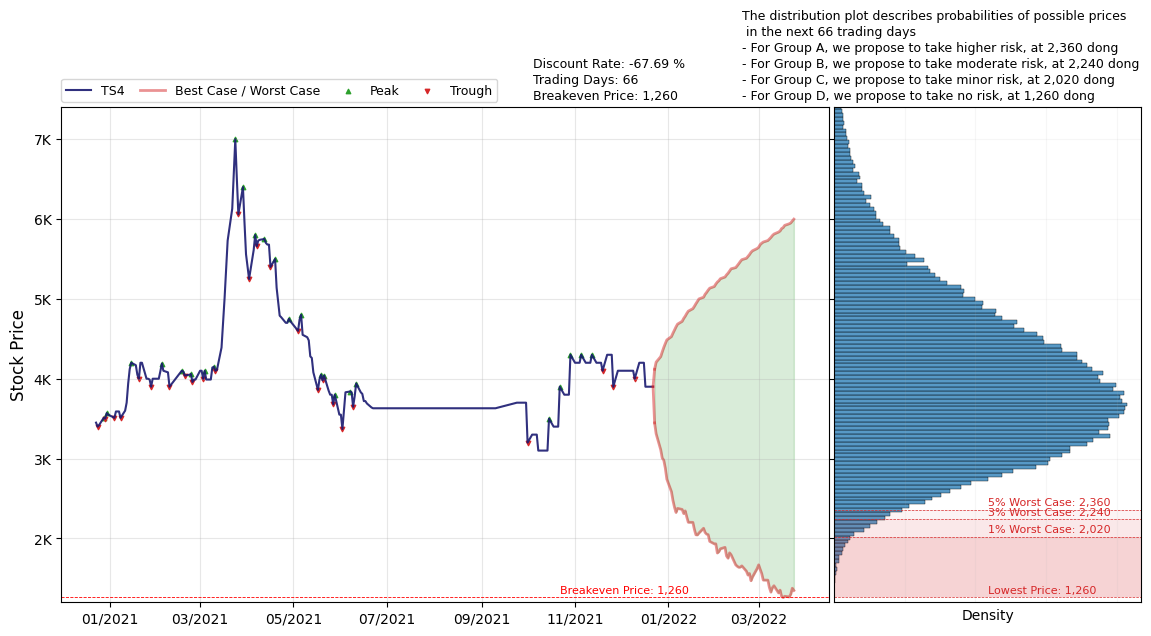 The distribution plot describes probabilities of possible prices
in the next 66 trading days
- For Group A, we propose to take higher risk, at 2,360 dong
- For Group B, we propose to take moderate risk, at 2,240 dong
- For Group C, we propose to take minor risk, at 2,020 dong
- For Group D, we propose to take no risk, at 1,260 dong
Discount Rate: -67.69 %
Trading Days: 66
Breakeven Price: 1,260
TS4 Best Case / Worst Case Peak Trough
7K
6K
5K
4K
3K
2K
Stock Price
5% Worst Case: 2,360
3% Worst Case: 2,240
1% Worst Case: 2,020
Breakeven Price: 1,260
Lowest Price: 1,260
01/2021 03/2021 05/2021 07/2021 09/2021 11/2021 01/2022 03/2022
Density